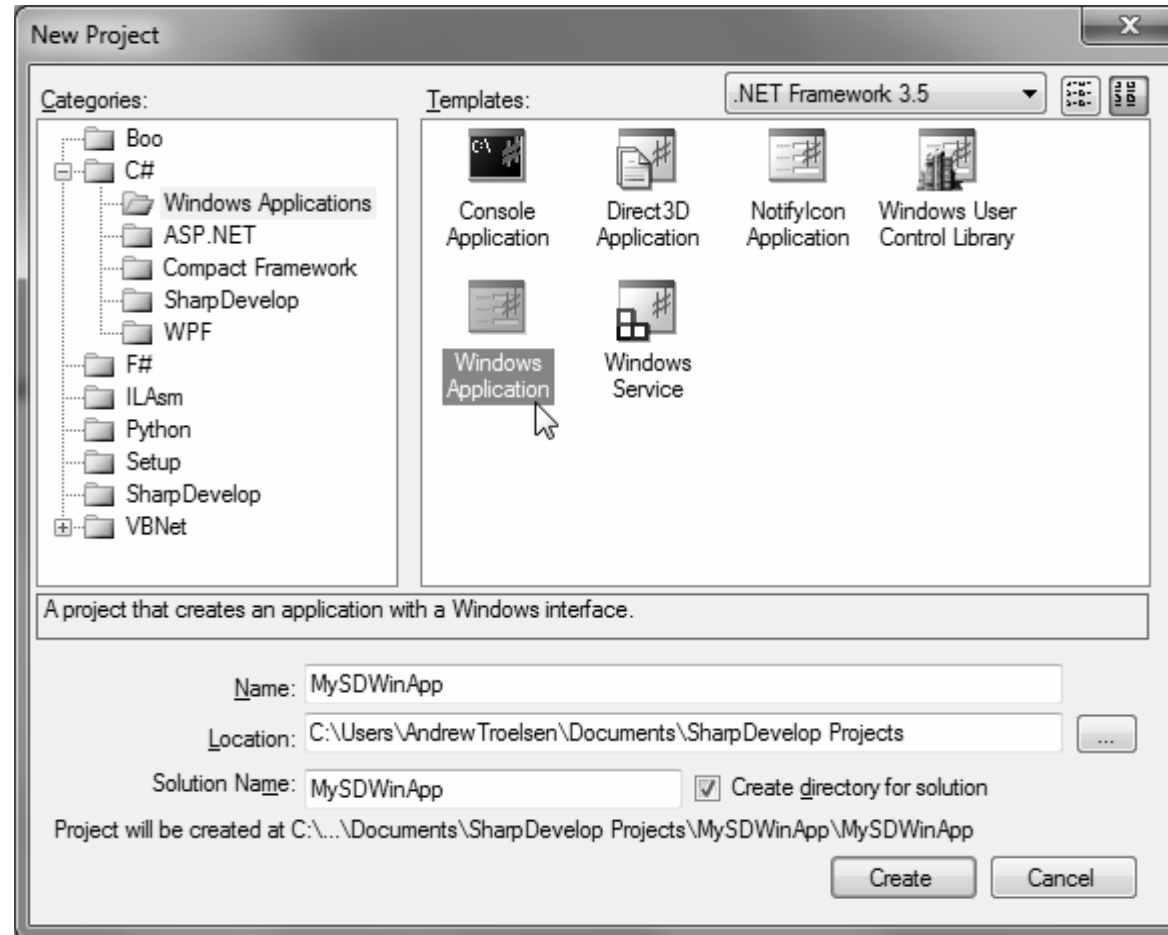 New Project
X
Categories:
Templates:
.NET Framework 3.5
Boo
C#
Windows Applications
ASP.NET
Compact Framework
SharpDevelop
WPF
F#
ILAsm
Python
Setup
SharpDevelop
VBNet
C:\
Console
Application
Direct3D
Application
NotifyIcon
Application
Windows User
Control Library
Windows
Application
Windows
Service
A project that creates an application with a Windows interface.
Name: MySDWinApp
Location: C:\Users\AndrewTroelsen\Documents\SharpDevelop Projects
...
Solution Name: MySDWinApp
Create directory for solution
Project will be created at C:\...\Documents\SharpDevelop Projects\MySDWinApp\MySDWinApp
Create
Cancel